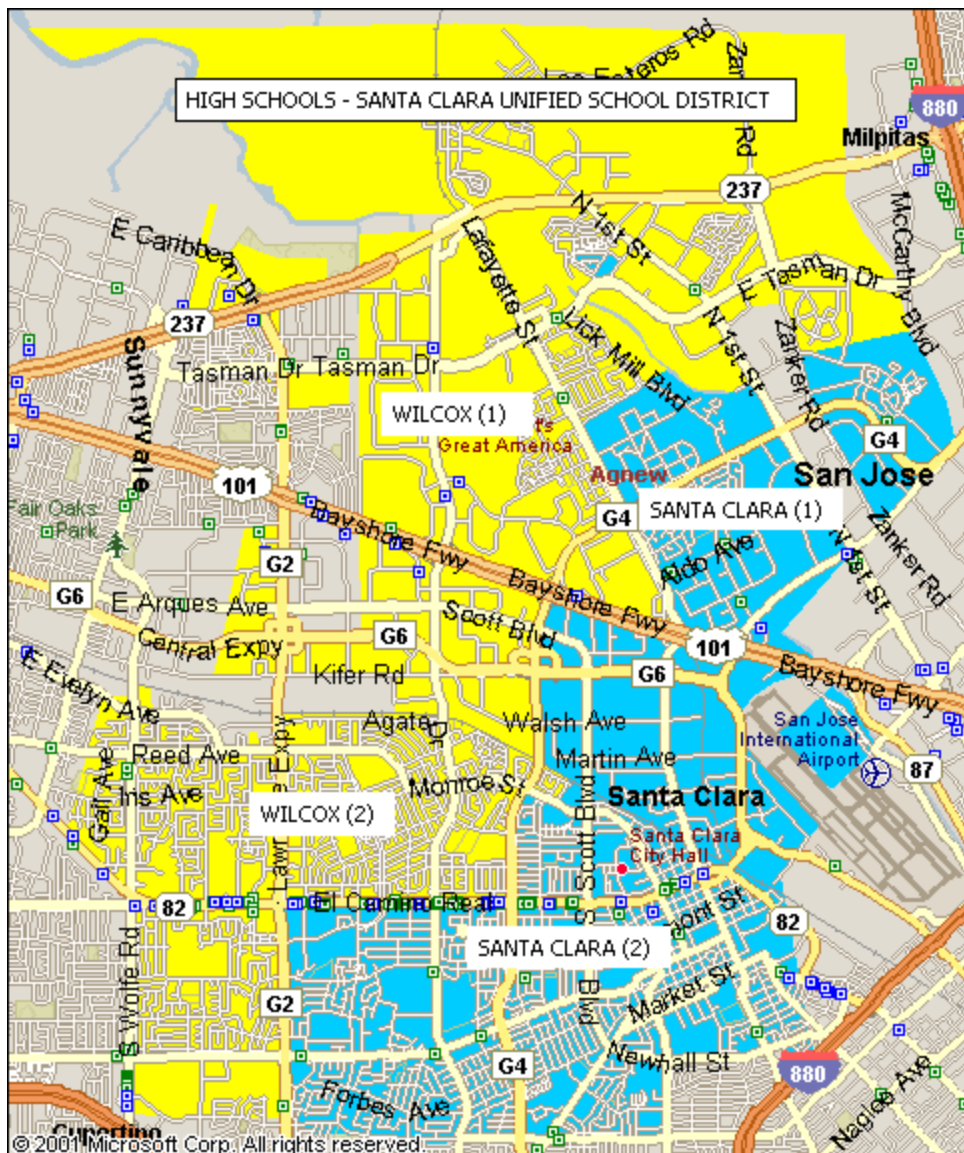 Los Esteros Rd
Zanker Rd
HIGH SCHOOLS - SANTA CLARA UNIFIED SCHOOL DISTRICT
880
Milpitas
237
N 1st St
McCarthy Blvd
E Caribbean Dr
Lafayette St
E Tasman Dr
237
Sunnyvale
Tasman Dr
Tasman Dr
Lick Mill Blvd
N 1st St
Zanker Rd
WILCOX (1)
Great America
G4
Agnew
San Jose
101
SANTA CLARA (1)
Fair Oaks
Park
G4
Bayshore Fwy
Zanker Rd
N 1st St
G2
Aldo Ave
Bayshore Fwy
G6
E Arques Ave
Scott Blvd
Central Expy
G6
101
Kifer Rd
G6
Bayshore Fwy
E Evelyn Ave
Agate Dr
Walsh Ave
San Jose
International
Airport
Reed Ave
Martin Ave
87
Monroe St
Gail Ave
Iris Ave
Lawrence Expy
Santa Clara
WILCOX (2)
Scott Blvd
Santa Clara
City Hall
82
El Camino Real
82
S Wolfe Rd
SANTA CLARA (2)
Market St
G2
Newhall St
G4
880
Forbes Ave
Naglee Ave
Cupertino
© 2001 Microsoft Corp. All rights reserved.